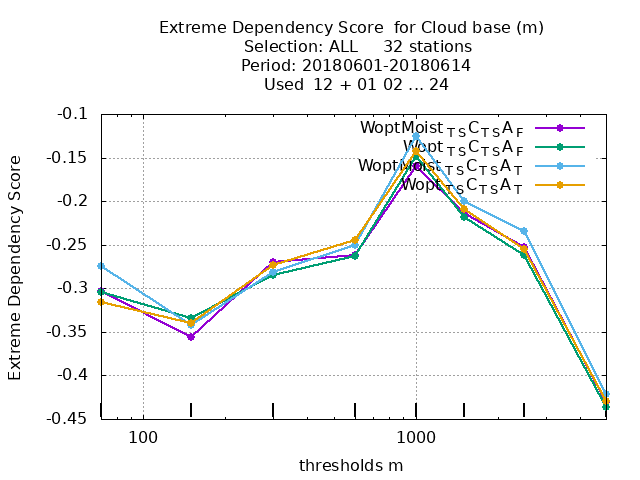 Extreme Dependency Score  for Cloud base (m)
Selection: ALL     32 stations
Period: 20180601-20180614
Used  12 + 01 02 ... 24
-0.1
-0.15
-0.2
-0.25
-0.3
-0.35
-0.4
-0.45
Extreme Dependency Score
WoptMoist TS C TS A F
Wopt TS C TS A F
WoptMoist TS C TS A T
Wopt TS C TS A T
100
1000
thresholds m